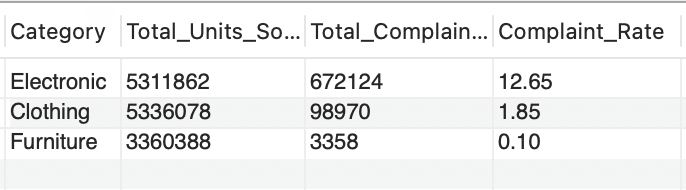 Category Total_Units_So... Total_Complain... Complaint_Rate
Electronic 5311862 672124 12.65
Clothing 5336078 98970 1.85
Furniture 3360388 3358 0.10